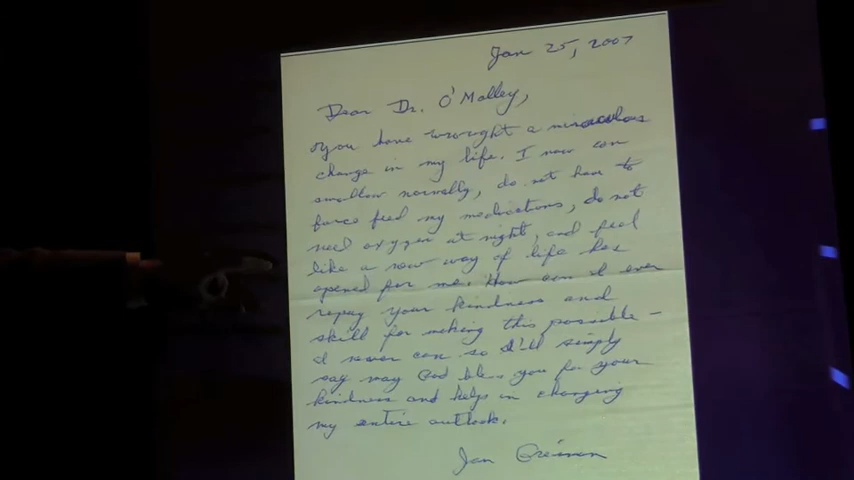 Jan 25, 2007
Dear Dr. O'Malley,
You have wrought a miraculous
change in my life. I now can
swallow normally, do not have to
force feed my medications, do not
need oxygen at night, and feel
like a new way of life has
opened for me. How can I ever
repay your kindness and
skill for making this possible –
I never can so I'll simply
say may God bless you for your
kindness and help in changing
my entire outlook.
Jan